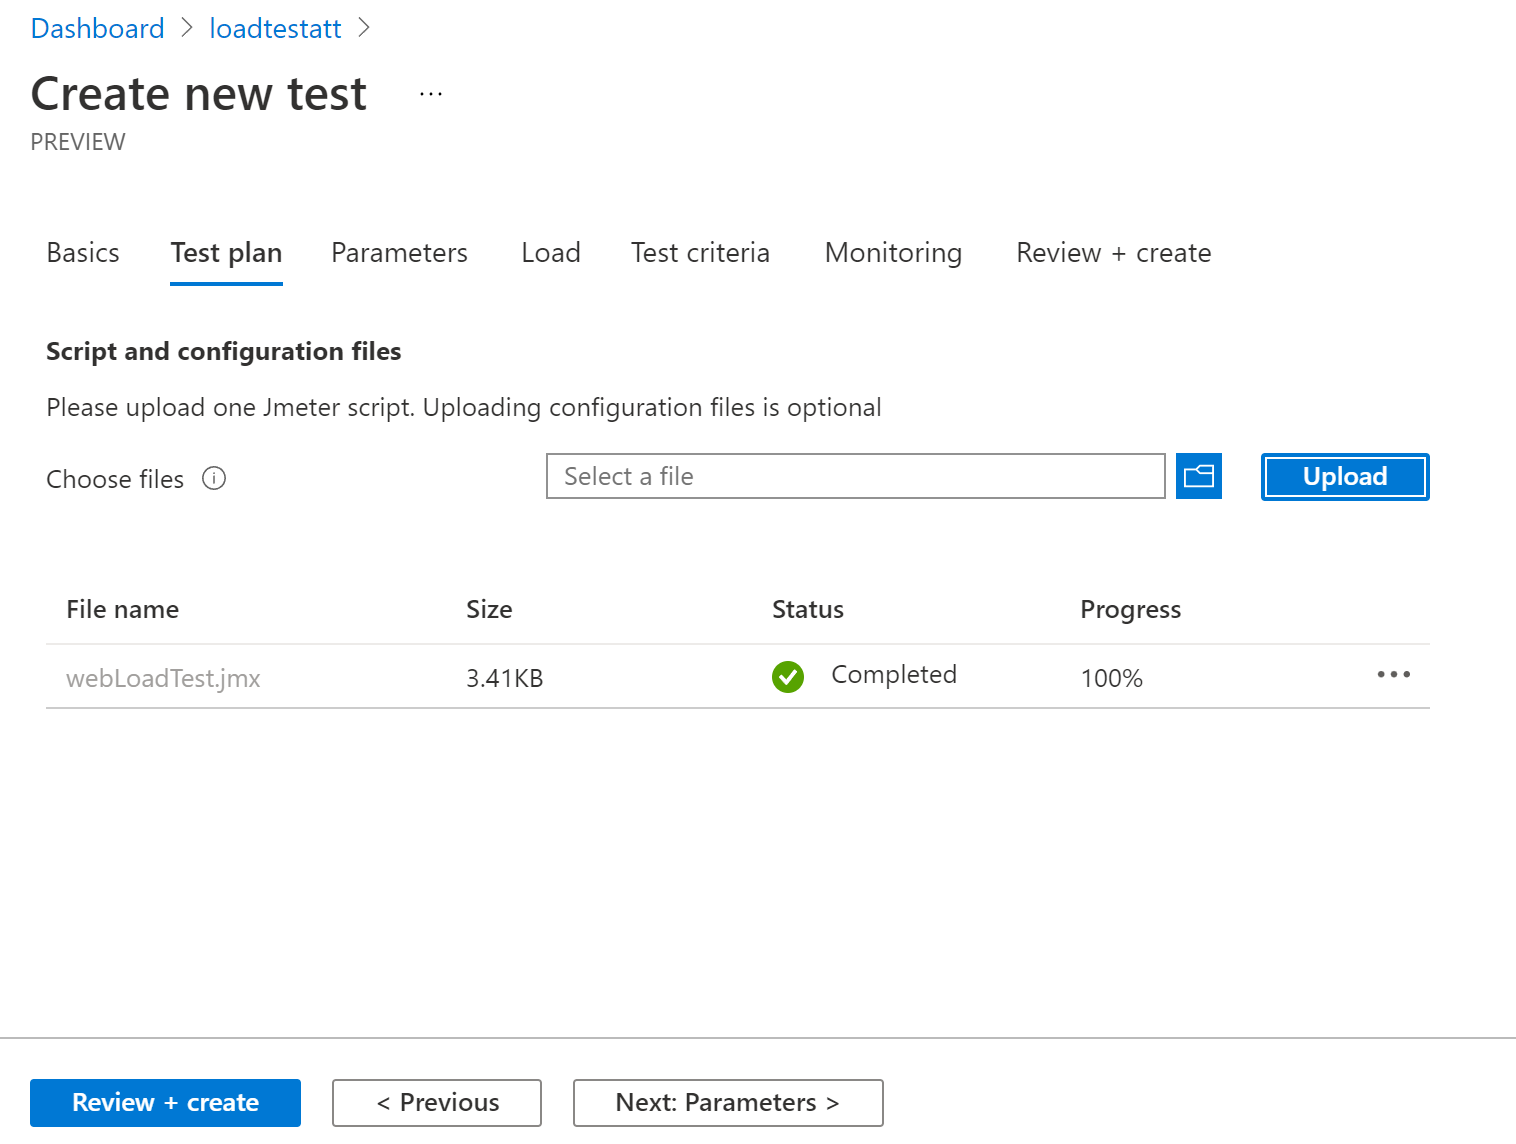 Dashboard > loadtestatt >
Create new test ...
PREVIEW
Basics Test plan Parameters Load Test criteria Monitoring Review + create
Script and configuration files
Please upload one Jmeter script. Uploading configuration files is optional
Choose files Select a file Upload
File name Size Status Progress
webLoadTest.jmx 3.41KB Completed 100%
Review + create < Previous Next: Parameters >